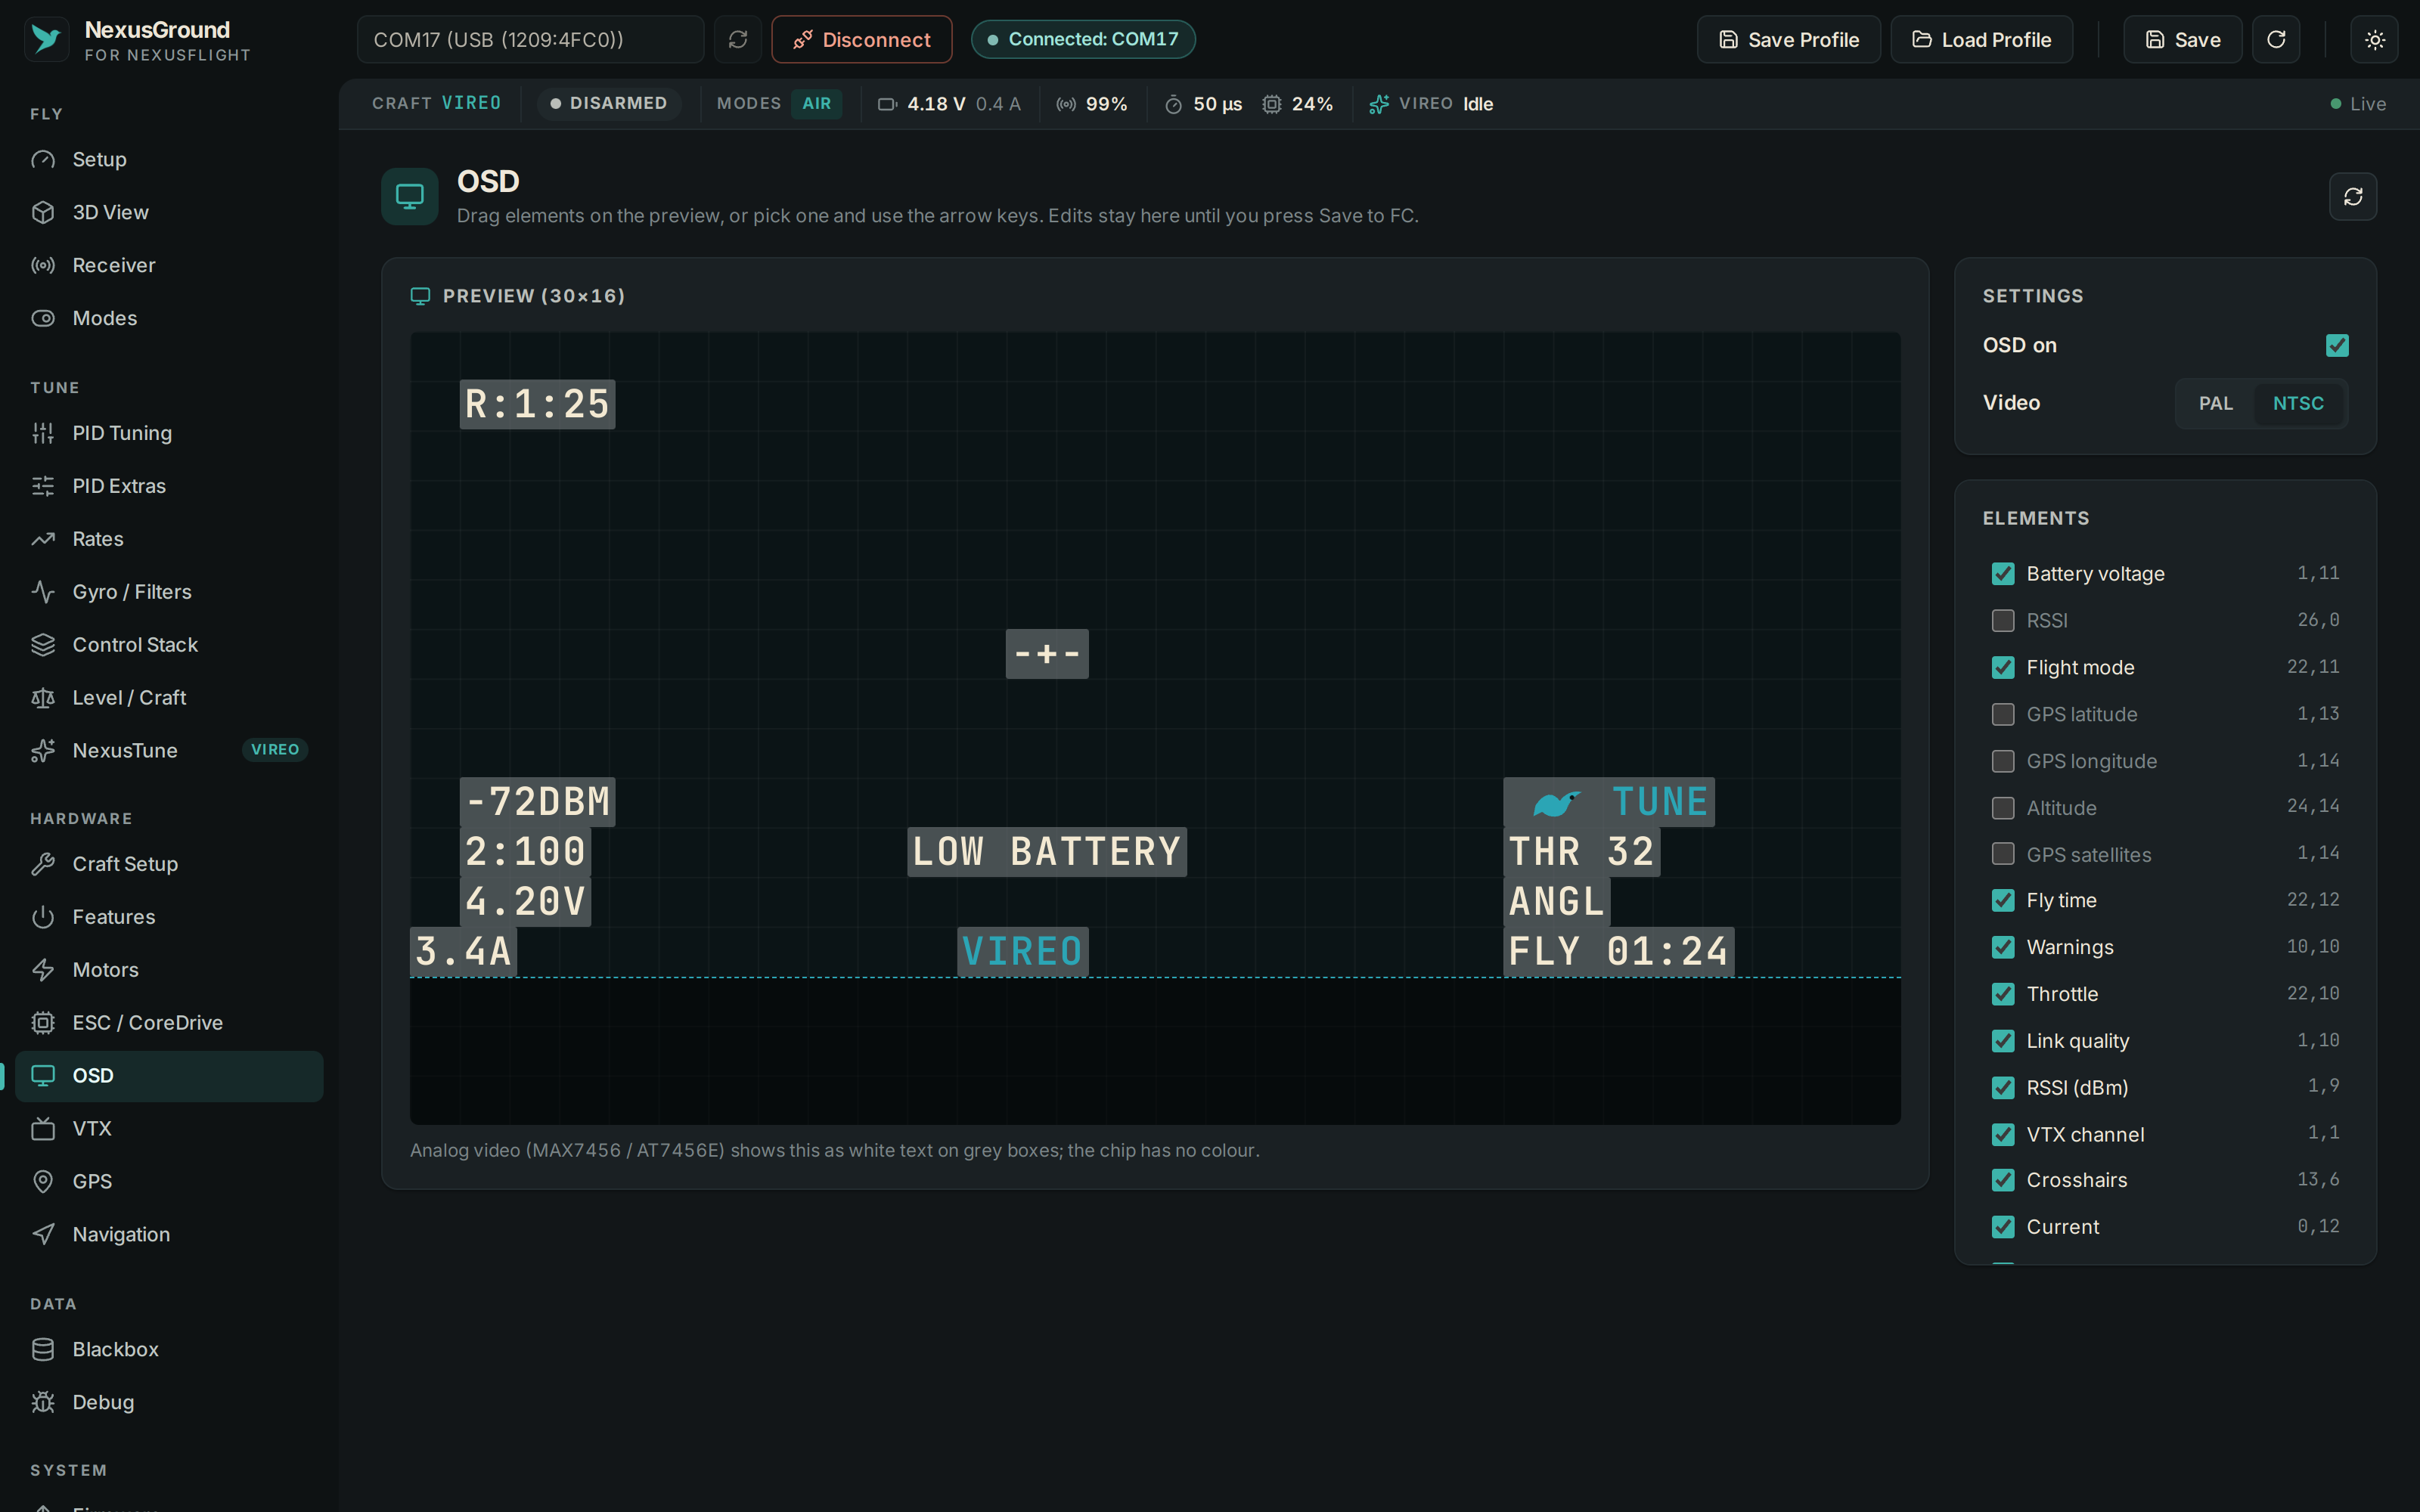 NexusGround
FOR NEXUSFLIGHT
COM17 (USB (1209:4FC0))
Disconnect
Connected: COM17
Save Profile
Load Profile
Save
CRAFT VIREO
DISARMED
MODES AIR
4.18 V 0.4 A
99%
50 µs
24%
VIREO Idle
Live
FLY
Setup
3D View
Receiver
Modes
TUNE
PID Tuning
PID Extras
Rates
Gyro / Filters
Control Stack
Level / Craft
NexusTune VIREO
HARDWARE
Craft Setup
Features
Motors
ESC / CoreDrive
OSD
VTX
GPS
Navigation
DATA
Blackbox
Debug
SYSTEM
OSD
Drag elements on the preview, or pick one and use the arrow keys. Edits stay here until you press Save to FC.
PREVIEW (30×16)
R:1:25
-+-
-72DBM
TUNE
2:100
LOW BATTERY
THR 32
4.20V
ANGL
3.4A
VIREO
FLY 01:24
Analog video (MAX7456 / AT7456E) shows this as white text on grey boxes; the chip has no colour.
SETTINGS
OSD on
Video PAL NTSC
ELEMENTS
Battery voltage 1,11
RSSI 26,0
Flight mode 22,11
GPS latitude 1,13
GPS longitude 1,14
Altitude 24,14
GPS satellites 1,14
Fly time 22,12
Warnings 10,10
Throttle 22,10
Link quality 1,10
RSSI (dBm) 1,9
VTX channel 1,1
Crosshairs 13,6
Current 0,12